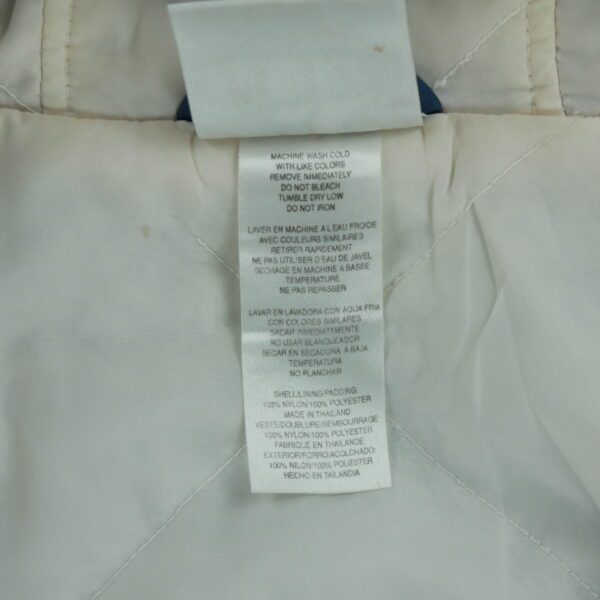 MACHINE WASH COLD
WITH LIKE COLORS
REMOVE IMMEDIATELY
DO NOT BLEACH
TUMBLE DRY LOW
DO NOT IRON
LAVER EN MACHINE A L'EAU FROIDE
AVEC COULEURS SIMILAIRES
RETIRER RAPIDEMENT
NE PAS UTILISER D'EAU DE JAVEL
SECHAGE EN MACHINE A BASSE
TEMPERATURE
NE PAS REPASSER
LAVAR EN LAVADORA CON AGUA FRIA
CON COLORES SIMILARES
SACAR INMEDIATAMENTE
NO USAR BLANQUEADOR
SECAR EN SECADORA A BAJA
TEMPERATURA
NO PLANCHAR
SHELL/LINING/PADDING:
100% NYLON/100% POLYESTER
MADE IN THAILAND
VESTE/DOUBLURE/REMBOURRAGE
100% NYLON/100% POLYESTER
FABRIQUE EN THAILANDE
EXTERIOR/FORRO/ACOLCHADO:
100% NILON/100% POLIESTER
HECHO EN TAILANDIA